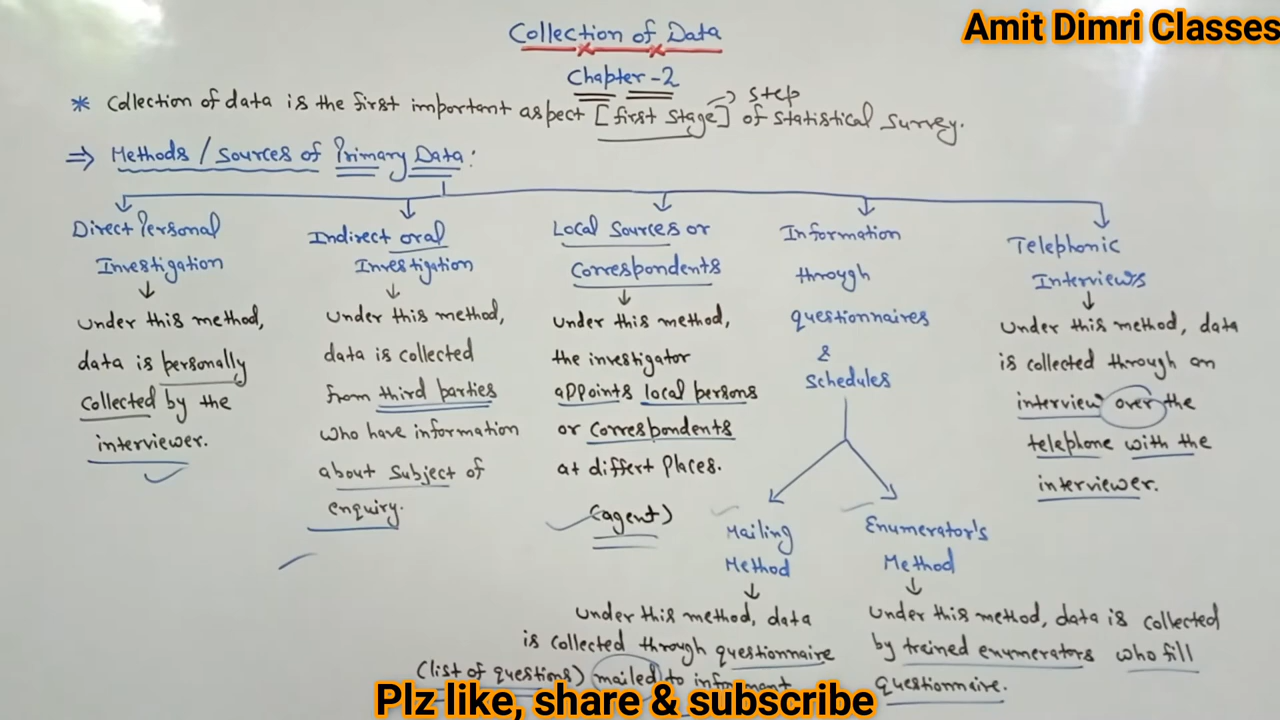 Amit Dimri Classes
Collection of Data
Chapter-2
* Collection of data is the first important aspect [first stage] → step of statistical survey.
⇒ Methods / Sources of Primary Data:
Direct Personal
Investigation
Under this method,
data is personally
collected by the
interviewer.
Indirect oral
Investigation
Under this method,
data is collected
from third parties
who have information
about subject of
enquiry.
Local Sources or
Correspondents
Under this method,
the investigator
appoints local persons
or correspondents
at differt places.
(agent)
Information
through
questionnaires
&
Schedules
Mailing
Method
Under this method, data
is collected through questionnaire
(list of questions) mailed to informant
Enumerator's
Method
Under this method, data is collected
by trained enumerators who fill
questionnaire.
Telephonic
Interviews
Under this method, data
is collected through an
interview over the
telephone with the
interviewer.
Plz like, share & subscribe